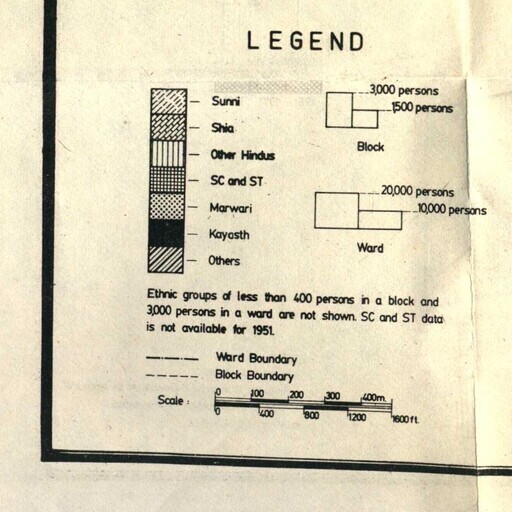 LEGEND
Sunni
Shia
Other Hindus
SC and ST
Marwari
Kayasth
Others
3,000 persons
1500 persons
Block
20,000 persons
10,000 persons
Ward
Ethnic groups of less than 400 persons in a block and
3,000 persons in a ward are not shown. SC and ST data
is not available for 1951.
Ward Boundary
Block Boundary
Scale :
0 100 200 300 400m.
0 400 800 1200 1600 ft.